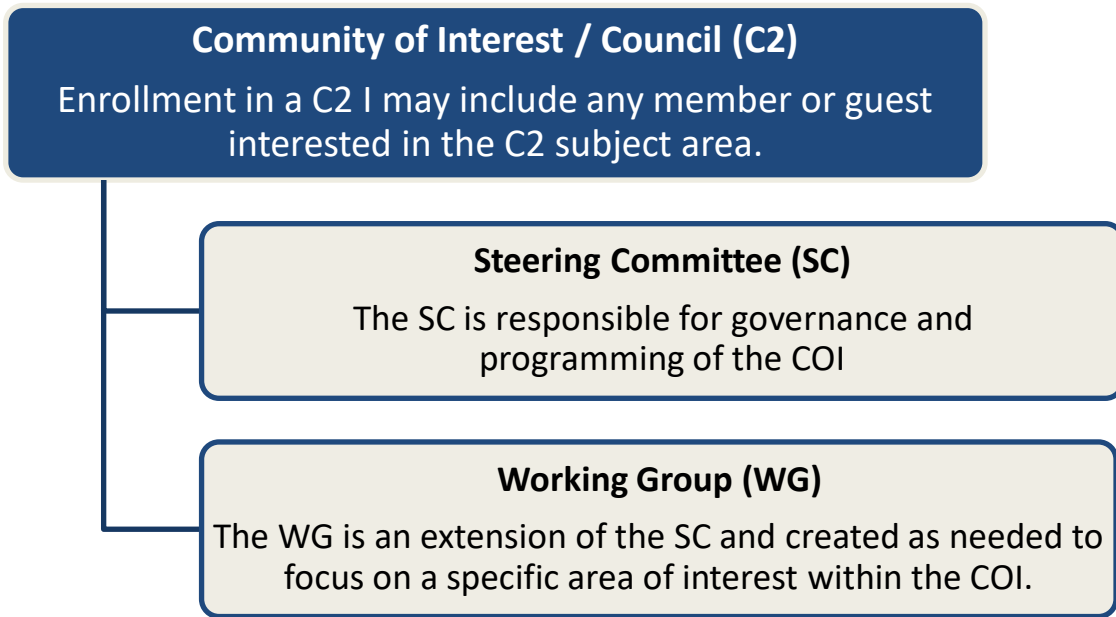 Community of Interest / Council (C2)
Enrollment in a C2 I may include any member or guest
interested in the C2 subject area.
Steering Committee (SC)
The SC is responsible for governance and
programming of the COI
Working Group (WG)
The WG is an extension of the SC and created as needed to
focus on a specific area of interest within the COI.